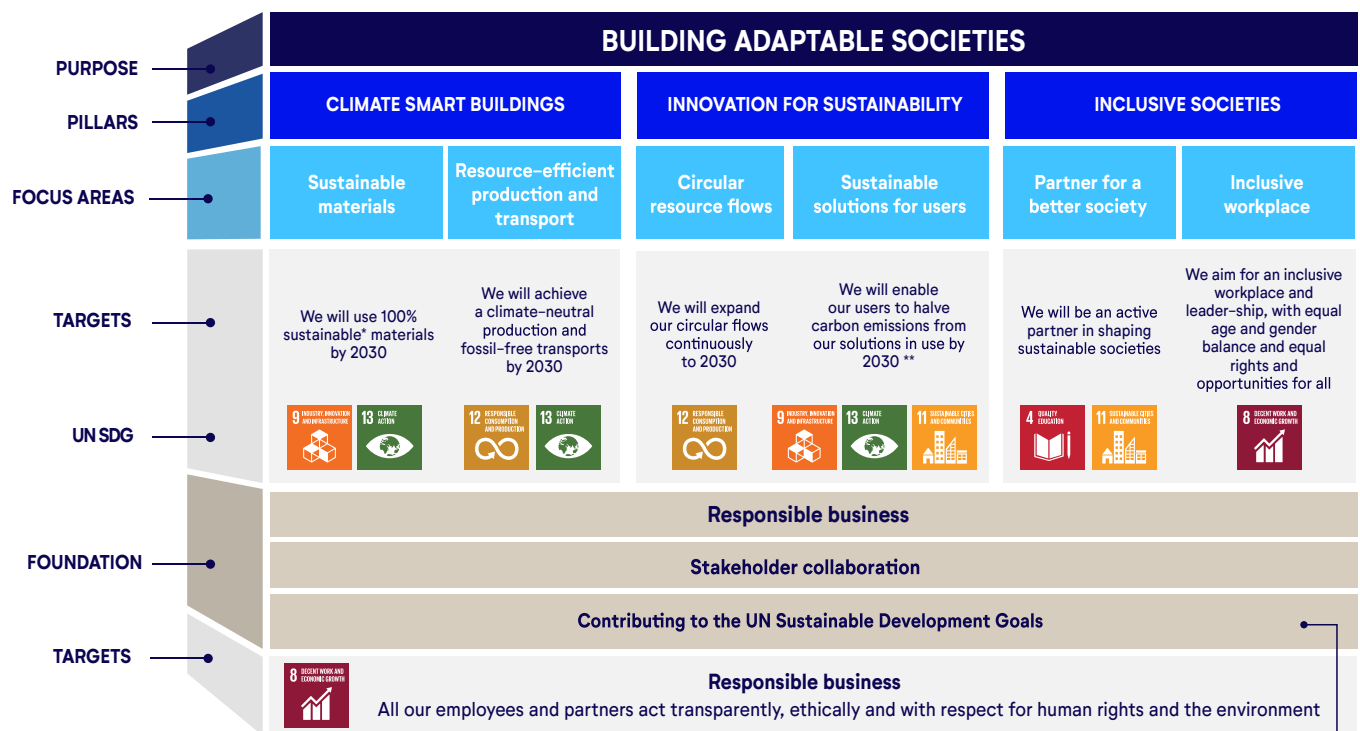 BUILDING ADAPTABLE SOCIETIES
PURPOSE
PILLARS
CLIMATE SMART BUILDINGS
INNOVATION FOR SUSTAINABILITY
INCLUSIVE SOCIETIES
FOCUS AREAS
Sustainable
materials
Resource-efficient
production and
transport
Circular
resource flows
Sustainable
solutions for users
Partner for a
better society
Inclusive
workplace
TARGETS
We will use 100%
sustainable* materials
by 2030
We will achieve
a climate-neutral
production and
fossil-free transports
by 2030
We will expand
our circular flows
continuously
to 2030
We will enable
our users to halve
carbon emissions from
our solutions in use by
2030 **
We will be an active
partner in shaping
sustainable societies
We aim for an inclusive
workplace and
leader-ship, with equal
age and gender
balance and equal
rights and
opportunities for all
UN SDG
9 INDUSTRY, INNOVATION
AND INFRASTRUCTURE
13 CLIMATE
ACTION
12 RESPONSIBLE
CONSUMPTION
AND PRODUCTION
13 CLIMATE
ACTION
12 RESPONSIBLE
CONSUMPTION
AND PRODUCTION
9 INDUSTRY, INNOVATION
AND INFRASTRUCTURE
13 CLIMATE
ACTION
11 SUSTAINABLE CITIES
AND COMMUNITIES
4 QUALITY
EDUCATION
11 SUSTAINABLE CITIES
AND COMMUNITIES
8 DECENT WORK AND
ECONOMIC GROWTH
FOUNDATION
Responsible business
Stakeholder collaboration
Contributing to the UN Sustainable Development Goals
TARGETS
8 DECENT WORK AND
ECONOMIC GROWTH
Responsible business
All our employees and partners act transparently, ethically and with respect for human rights and the environment